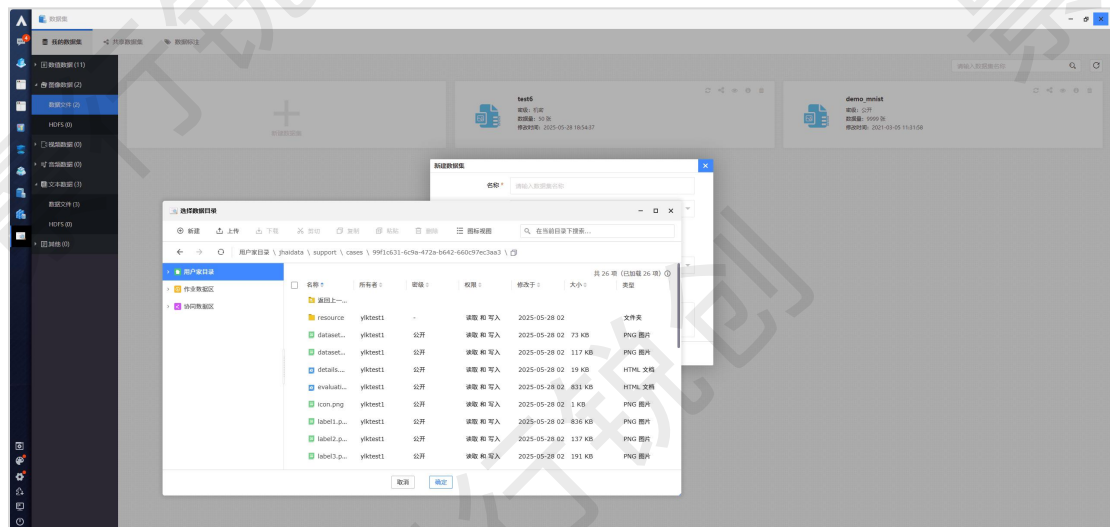 数据集
我的数据集 共享数据集 数据标注
数值数据 (11)
图像数据 (2)
数据文件 (2)
HDFS (0)
视频数据 (0)
音频数据 (0)
文本数据 (3)
数据文件 (3)
HDFS (0)
其他 (0)
请输入数据集名称
新建数据集
test6
密级：机密
数据量：30 张
修改时间：2025-05-28 19:54:37
demo_mnist
密级：公开
数据量：9999 张
修改时间：2021-03-05 11:31:58
新建数据集
名称 * 请输入数据集名称
选择数据目录
新建 上传 下载 剪切 复制 粘贴 删除 图标视图 在当前目录下搜索...
用户家目录 \ jhaidata \ support \ cases \ 99f1c631-6c9a-472a-b642-660c97ec3aa3 \
用户家目录
作业数据区
协同数据区
共 26 项（已加载 26 项）
名称 所有者 密级 权限 修改于 大小 类型
返回上一...
resource ylktest1 - 读取 和 写入 2025-05-28 02 文件夹
dataset... ylktest1 公开 读取 和 写入 2025-05-28 02 73 KB PNG 图片
dataset... ylktest1 公开 读取 和 写入 2025-05-28 02 117 KB PNG 图片
details.... ylktest1 公开 读取 和 写入 2025-05-28 02 19 KB HTML 文档
evaluati... ylktest1 公开 读取 和 写入 2025-05-28 02 831 KB HTML 文档
icon.png ylktest1 公开 读取 和 写入 2025-05-28 02 1 KB PNG 图片
label1.p... ylktest1 公开 读取 和 写入 2025-05-28 02 836 KB PNG 图片
label2.p... ylktest1 公开 读取 和 写入 2025-05-28 02 137 KB PNG 图片
label3.p... ylktest1 公开 读取 和 写入 2025-05-28 02 191 KB PNG 图片
取消 确定